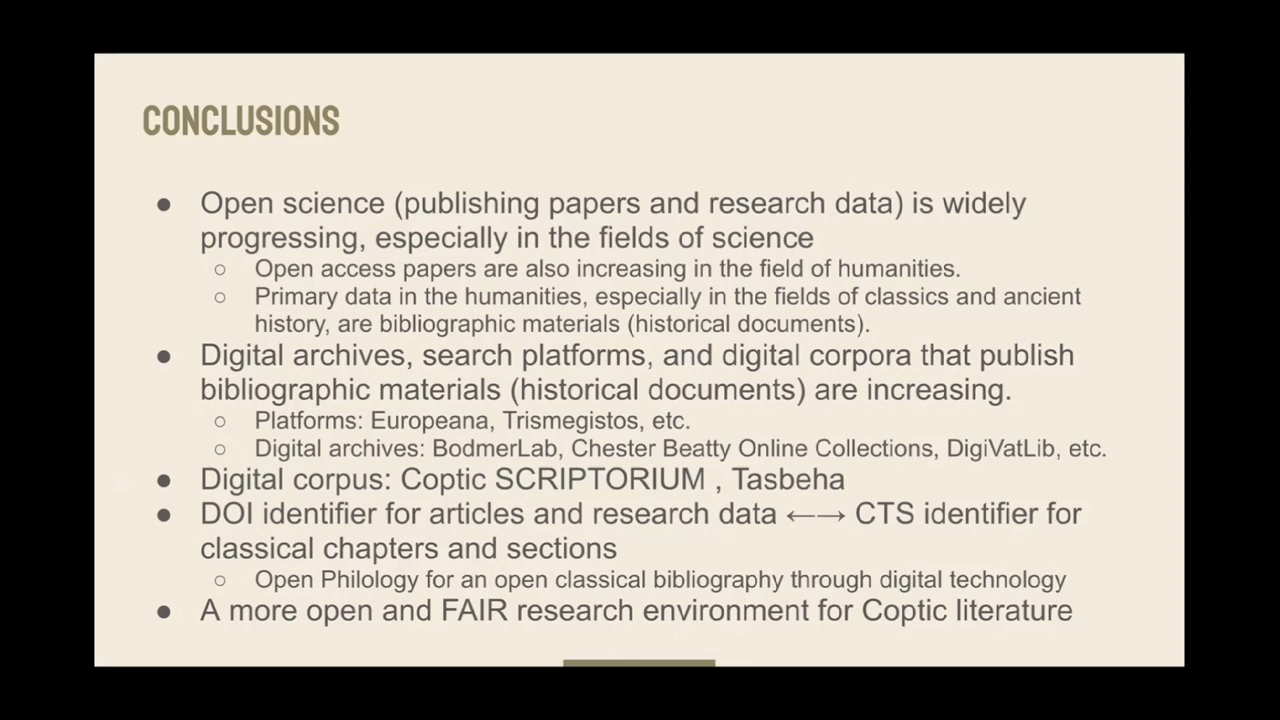 CONCLUSIONS
● Open science (publishing papers and research data) is widely
progressing, especially in the fields of science
○ Open access papers are also increasing in the field of humanities.
○ Primary data in the humanities, especially in the fields of classics and ancient
history, are bibliographic materials (historical documents).
● Digital archives, search platforms, and digital corpora that publish
bibliographic materials (historical documents) are increasing.
○ Platforms: Europeana, Trismegistos, etc.
○ Digital archives: BodmerLab, Chester Beatty Online Collections, DigiVatLib, etc.
● Digital corpus: Coptic SCRIPTORIUM , Tasbeha
● DOI identifier for articles and research data ←→ CTS identifier for
classical chapters and sections
○ Open Philology for an open classical bibliography through digital technology
● A more open and FAIR research environment for Coptic literature